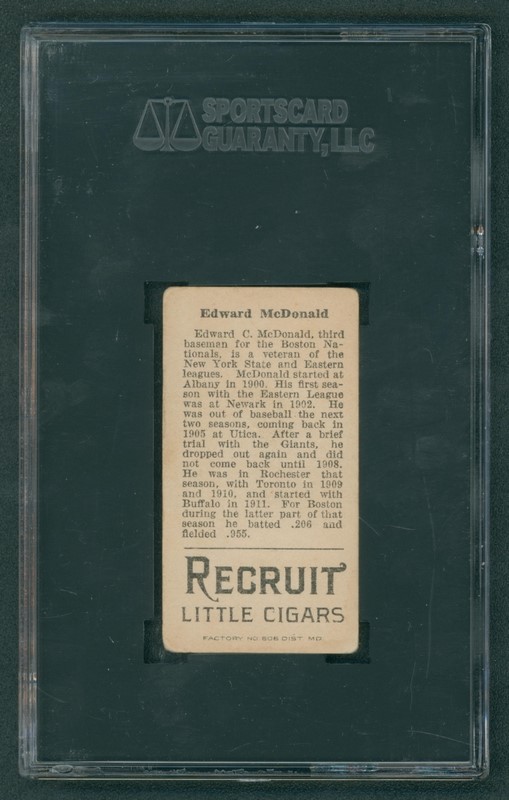 SPORTSCARD
GUARANTY, LLC
Edward McDonald
Edward C. McDonald, third
baseman for the Boston Na-
tionals, is a veteran of the
New York State and Eastern
leagues. McDonald started at
Albany in 1900. His first sea-
son with the Eastern League
was at Newark in 1902. He
was out of baseball the next
two seasons, coming back in
1905 at Utica. After a brief
trial with the Giants, he
dropped out again and did
not come back until 1908.
He was in Rochester that
season, with Toronto in 1909
and 1910, and started with
Buffalo in 1911. For Boston
during the latter part of that
season he batted .206 and
fielded .955.
RECRUIT
LITTLE CIGARS
FACTORY NO 606 DIST. MD.